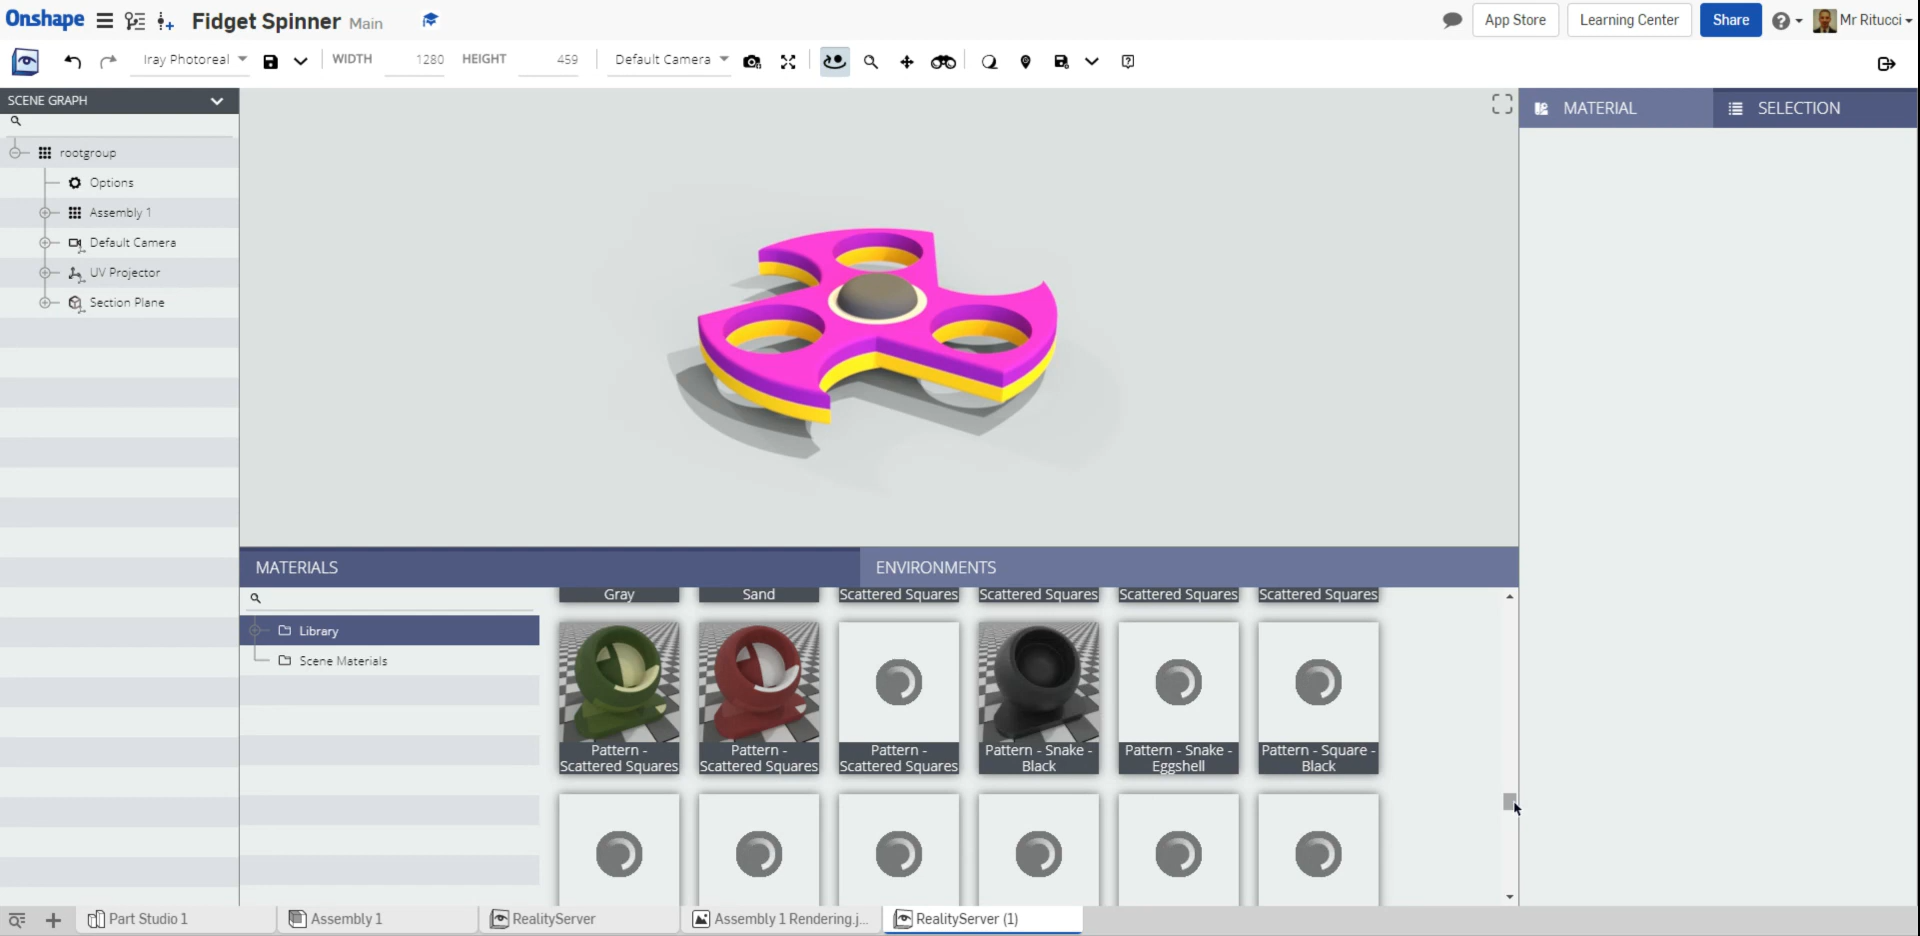 Onshape Fidget Spinner Main App Store Learning Center Share Mr Ritucci
Iray Photoreal WIDTH 1280 HEIGHT 459 Default Camera
SCENE GRAPH
rootgroup
Options
Assembly 1
Default Camera
UV Projector
Section Plane
MATERIAL SELECTION
MATERIALS ENVIRONMENTS
Library
Scene Materials
Gray Sand Scattered Squares Scattered Squares Scattered Squares Scattered Squares
Pattern - Pattern - Pattern - Pattern - Snake - Pattern - Snake - Pattern - Square -
Scattered Squares Scattered Squares Scattered Squares Black Eggshell Black
Part Studio 1 Assembly 1 RealityServer Assembly 1 Rendering.j... RealityServer (1)